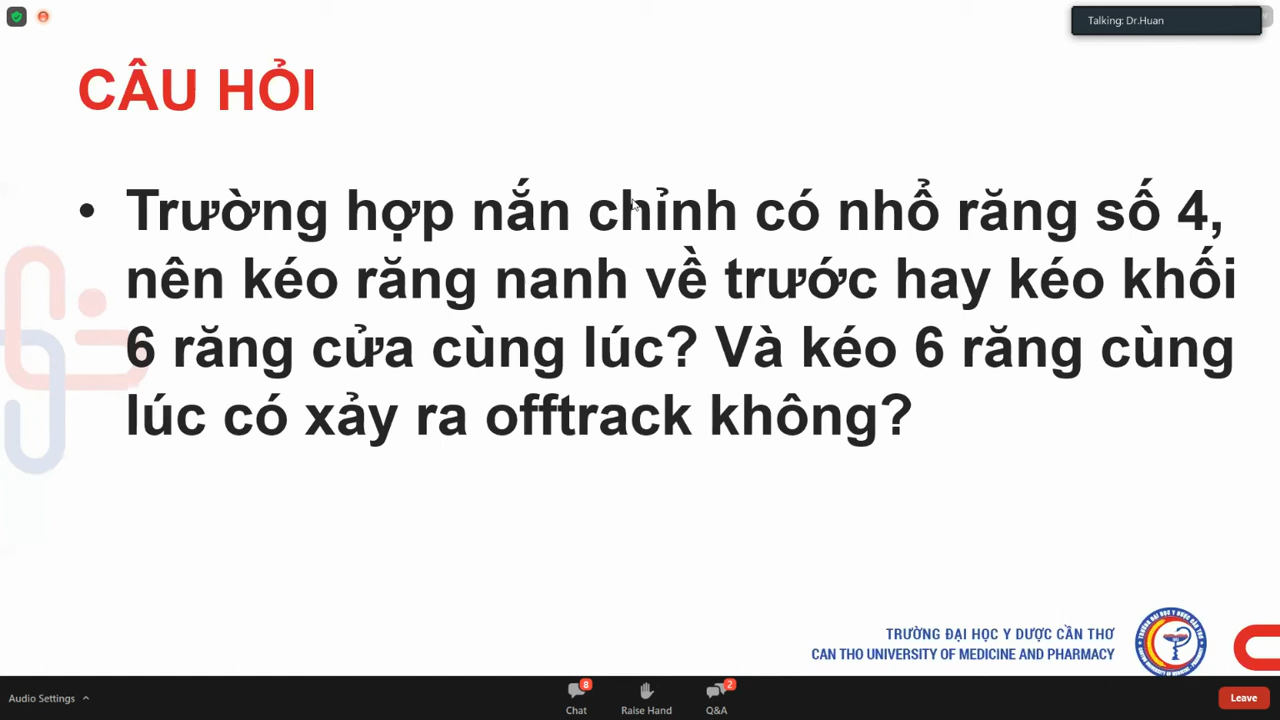 Talking: Dr.Huan
CÂU HỎI
• Trường hợp nắn chỉnh có nhổ răng số 4,
nên kéo răng nanh về trước hay kéo khối
6 răng cửa cùng lúc? Và kéo 6 răng cùng
lúc có xảy ra offtrack không?
TRƯỜNG ĐẠI HỌC Y DƯỢC CẦN THƠ
CAN THO UNIVERSITY OF MEDICINE AND PHARMACY
Audio Settings
8
Chat
Raise Hand
2
Q&A
Leave